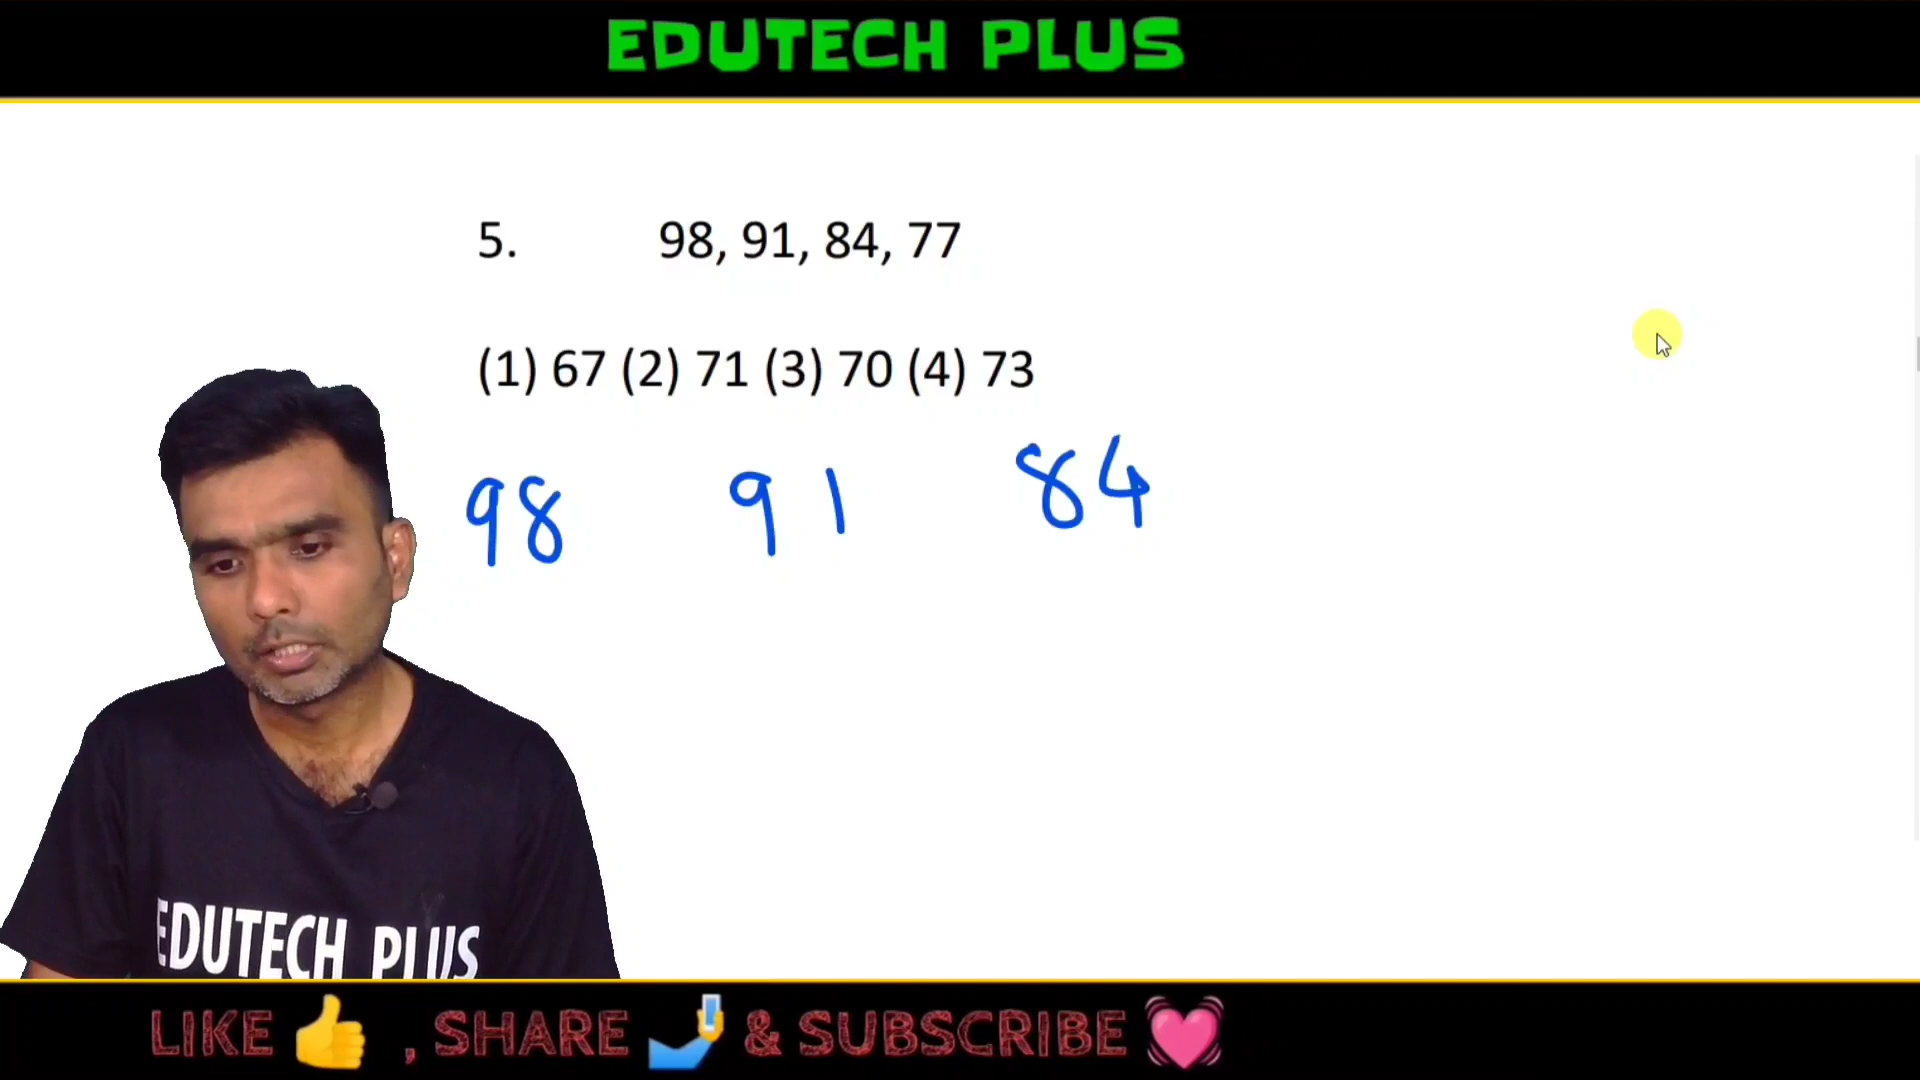 EDUTECH PLUS
5. 98, 91, 84, 77
(1) 67 (2) 71 (3) 70 (4) 73
98 91 84
EDUTECH PLUS
LIKE 👍 , SHARE 🤳 & SUBSCRIBE 💓